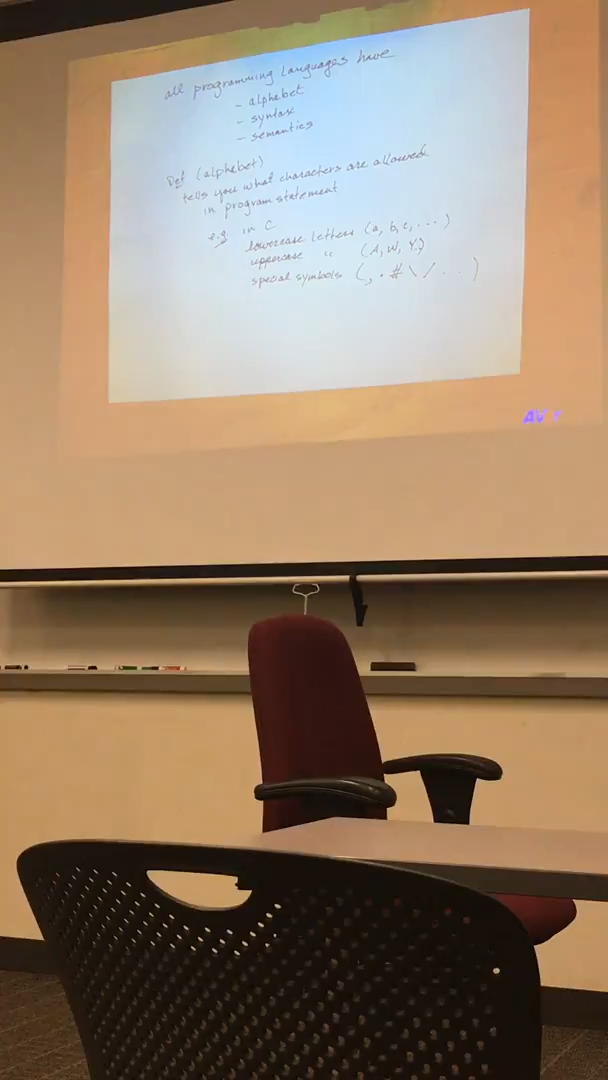 all programming languages have
- alphabet
- syntax
- semantics
Def (alphabet)
tells you what characters are allowed
in program statement
e.g. in C
lowercase letters (a, b, c, ...)
uppercase " (A, W, Y.)
special symbols (, . # \ / . . . )